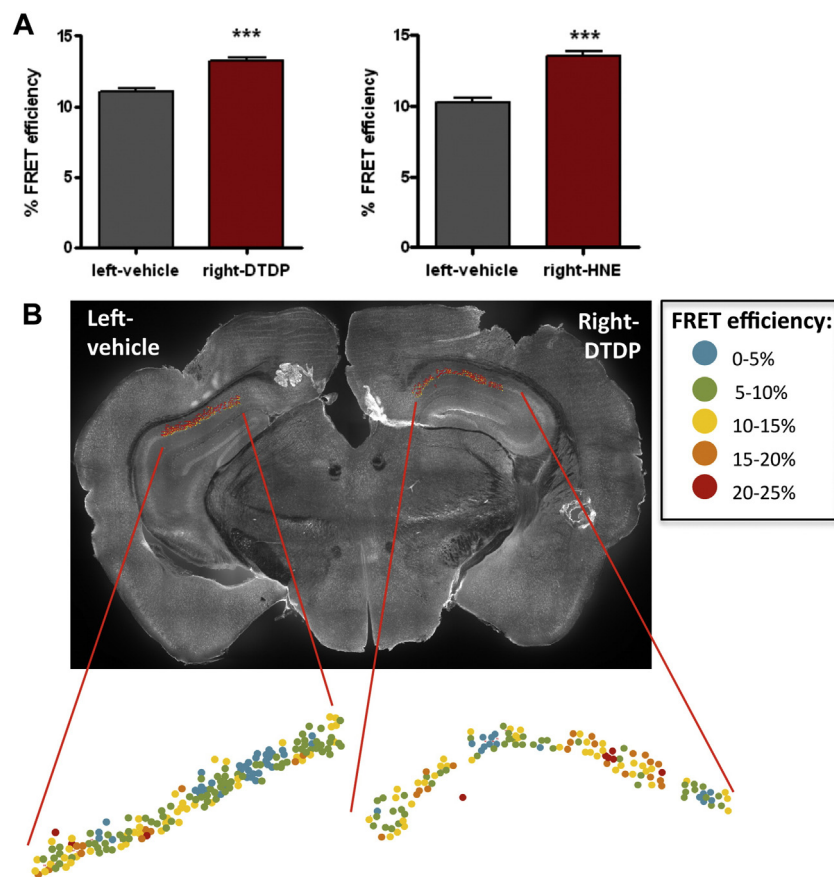 A
***
15
10
5
0
% FRET efficiency
left-vehicle right-DTDP
***
15
10
5
0
% FRET efficiency
left-vehicle right-HNE
B
Left-
vehicle
Right-
DTDP
FRET efficiency:
0-5%
5-10%
10-15%
15-20%
20-25%